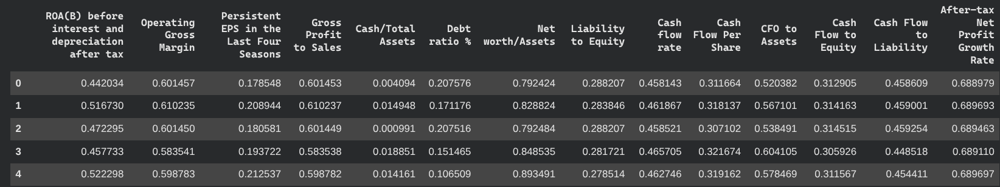 ROA(B) before interest and depreciation after tax	Operating Gross Margin	Persistent EPS in the Last Four Seasons	Gross Profit to Sales	Cash/Total Assets	Debt ratio %	Net worth/Assets	Liability to Equity	Cash flow rate	Cash Flow Per Share	CFO to Assets	Cash Flow to Equity	Cash Flow to Liability	After-tax Net Profit Growth Rate
0	0.442034	0.601457	0.178548	0.601453	0.004094	0.207576	0.792424	0.288207	0.458143	0.311664	0.520382	0.312905	0.458609	0.688979
1	0.516730	0.610235	0.208944	0.610237	0.014948	0.171176	0.828824	0.283846	0.461867	0.318137	0.567101	0.314163	0.459001	0.689693
2	0.472295	0.601450	0.180581	0.601449	0.000991	0.207516	0.792484	0.288207	0.458521	0.307102	0.538491	0.314515	0.459254	0.689463
3	0.457733	0.583541	0.193722	0.583538	0.018851	0.151465	0.848535	0.281721	0.465705	0.321674	0.604105	0.305926	0.448518	0.689110
4	0.522298	0.598783	0.212537	0.598782	0.014161	0.106509	0.893491	0.278514	0.462746	0.319162	0.578469	0.311567	0.454411	0.689697